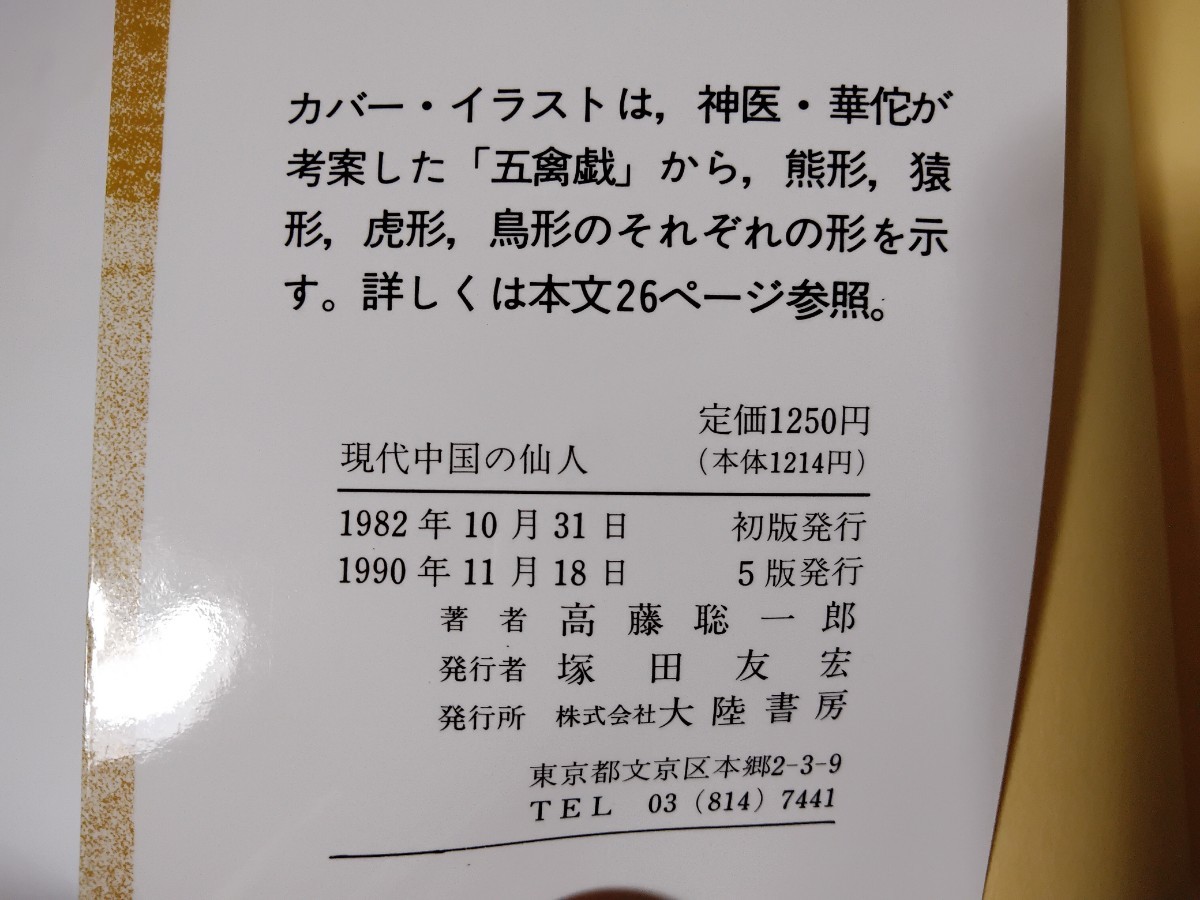 カバー・イラストは，神医・華佗が
考案した「五禽戯」から，熊形，猿
形，虎形，鳥形のそれぞれの形を示
す。詳しくは本文26ページ参照。
定価1250円
現代中国の仙人 （本体1214円）
1982年10月31日 初版発行
1990年11月18日 5版発行
著者 高藤聡一郎
発行者 塚田友宏
発行所 株式会社大陸書房
東京都文京区本郷2-3-9
TEL 03（814）7441